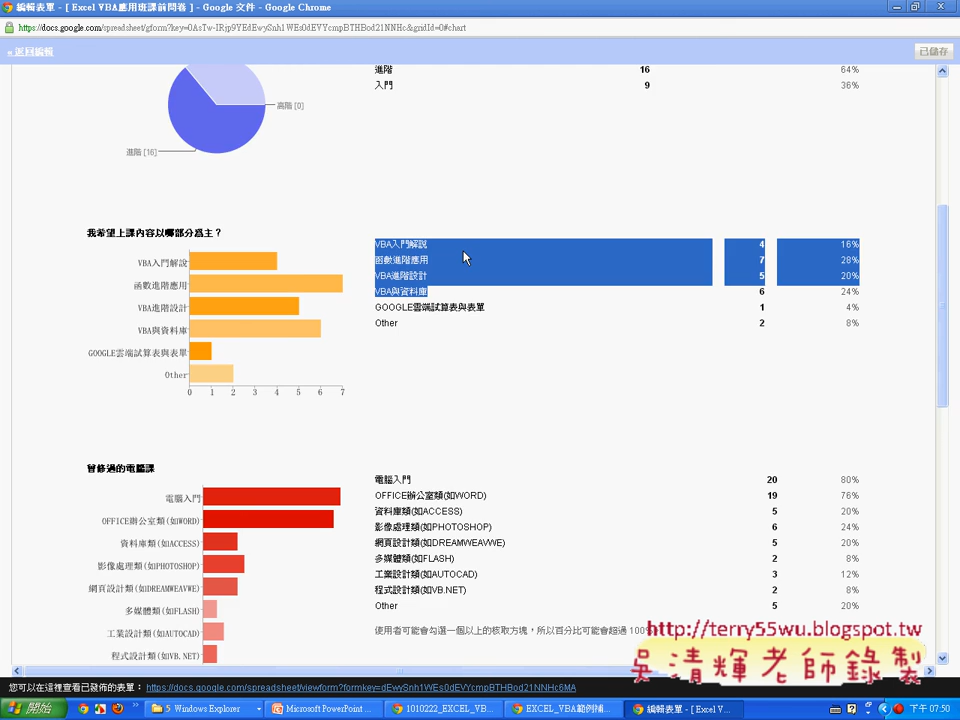 編輯表單 - [ Excel VBA應用班課前問卷 ] - Google 文件 - Google Chrome
https://docs.google.com/spreadsheet/gform?key=0AsTw-IRjp9YEdEwySnh1WEs0dEVYcmpBTHBod21NNHc&gridId=0#chart
« 返回編輯
已儲存
進階 16 64%
入門 9 36%
高階 [0]
進階 [16]
我希望上課內容以哪部分為主？
VBA入門解說
函數進階應用
VBA進階設計
VBA與資料庫
GOOGLE雲端試算表與表單
Other
0 1 2 3 4 5 6 7
VBA入門解說 4 16%
函數進階應用 7 28%
VBA進階設計 5 20%
VBA與資料庫 6 24%
GOOGLE雲端試算表與表單 1 4%
Other 2 8%
曾修過的電腦課
電腦入門
OFFICE辦公室類(如WORD)
資料庫類(如ACCESS)
影像處理類(如PHOTOSHOP)
網頁設計類(如DREAMWEAVWE)
多媒體類(如FLASH)
工業設計類(如AUTOCAD)
程式設計類(如VB.NET)
電腦入門 20 80%
OFFICE辦公室類(如WORD) 19 76%
資料庫類(如ACCESS) 5 20%
影像處理類(如PHOTOSHOP) 6 24%
網頁設計類(如DREAMWEAVWE) 5 20%
多媒體類(如FLASH) 2 8%
工業設計類(如AUTOCAD) 3 12%
程式設計類(如VB.NET) 2 8%
Other 5 20%
使用者可能會勾選一個以上的核取方塊，所以百分比可能會超過 100%
http://terry55wu.blogspot.tw
吳清輝老師錄製
您可以在這裡查看已發佈的表單： https://docs.google.com/spreadsheet/viewform?formkey=dEwySnh1WEs0dEVYcmpBTHBod21NNHc6MA
開始
5 Windows Explorer
Microsoft PowerPoint ...
1010222_EXCEL_VB...
EXCEL_VBA範例補...
編輯表單 - [ Excel V...
下午 07:50